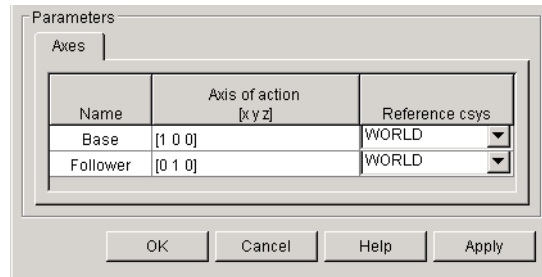 Parameters
Axes
Name Axis of action [x y z] Reference csys
Base [1 0 0] WORLD
Follower [0 1 0] WORLD
OK Cancel Help Apply